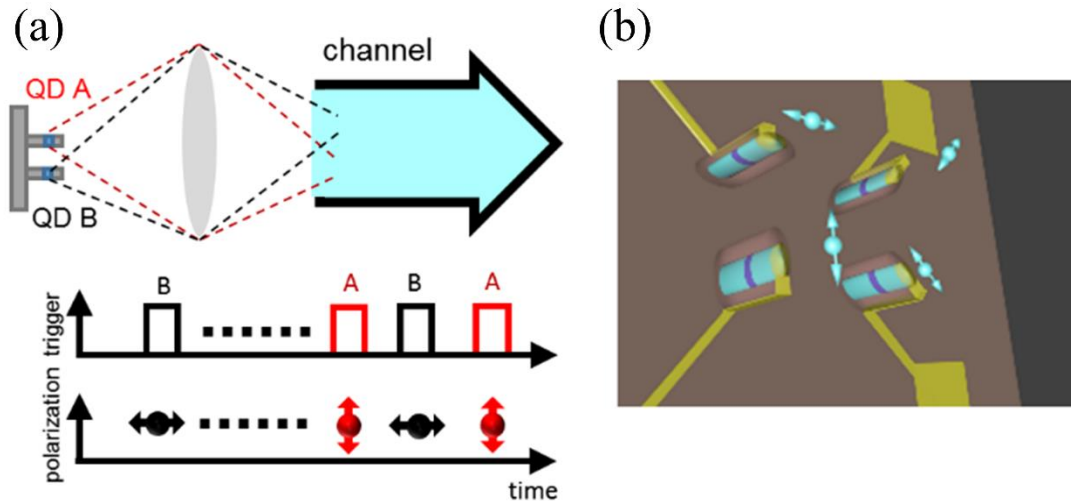 (a)
channel
QD A
QD B
B
A
B
A
trigger
polarization
time
(b)